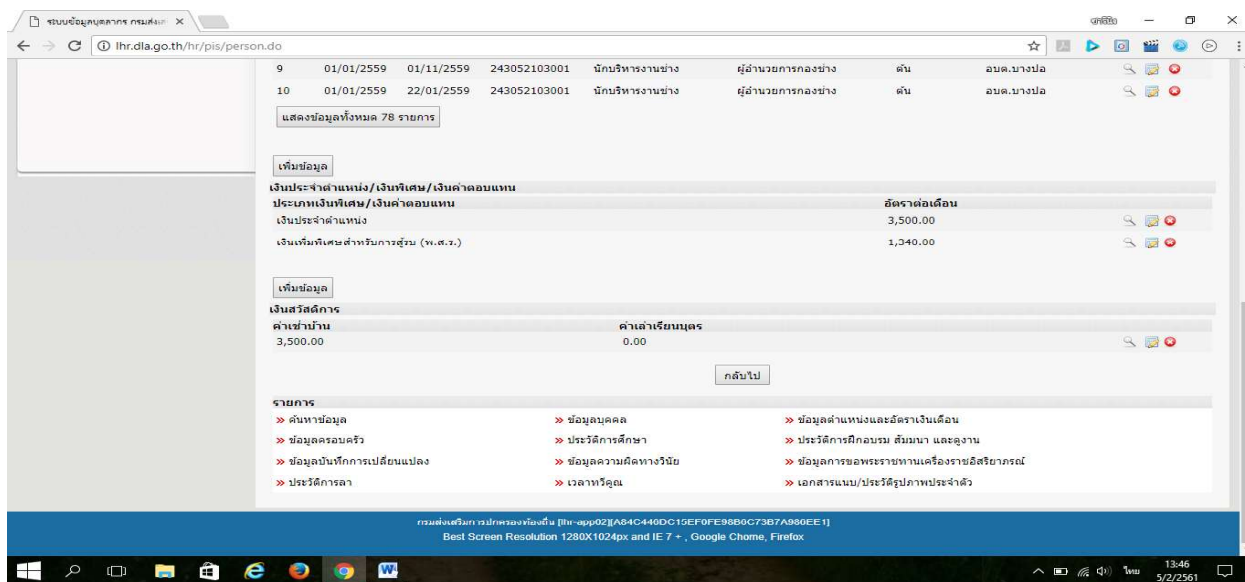 ระบบข้อมูลบุคลากร กรมส่งเส
lhr.dla.go.th/hr/pis/person.do
9 01/01/2559 01/11/2559 243052103001 นักบริหารงานช่าง ผู้อำนวยการกองช่าง ต้น อบต.บางปอ
10 01/01/2559 22/01/2559 243052103001 นักบริหารงานช่าง ผู้อำนวยการกองช่าง ต้น อบต.บางปอ
แสดงข้อมูลทั้งหมด 78 รายการ
เพิ่มข้อมูล
เงินประจำตำแหน่ง/เงินพิเศษ/เงินค่าตอบแทน
ประเภทเงินพิเศษ/เงินค่าตอบแทน อัตราต่อเดือน
เงินประจำตำแหน่ง 3,500.00
เงินเพิ่มพิเศษสำหรับการสู้รบ (พ.ส.ร.) 1,340.00
เพิ่มข้อมูล
เงินสวัสดิการ
ค่าเช่าบ้าน ค่าเล่าเรียนบุตร
3,500.00 0.00
กลับไป
รายการ
» ค้นหาข้อมูล » ข้อมูลบุคคล » ข้อมูลตำแหน่งและอัตราเงินเดือน
» ข้อมูลครอบครัว » ประวัติการศึกษา » ประวัติการฝึกอบรม สัมมนา และดูงาน
» ข้อมูลบันทึกการเปลี่ยนแปลง » ข้อมูลความผิดทางวินัย » ข้อมูลการขอพระราชทานเครื่องราชอิสริยาภรณ์
» ประวัติการลา » เวลาทวีคูณ » เอกสารแนบ/ประวัติรูปภาพประจำตัว
กรมส่งเสริมการปกครองท้องถิ่น [lhr-app02][A84C440DC15EF0FE98B0C73B7A980EE1]
Best Screen Resolution 1280X1024px and IE 7 + , Google Chome, Firefox
ไทย 13:46
5/2/2561